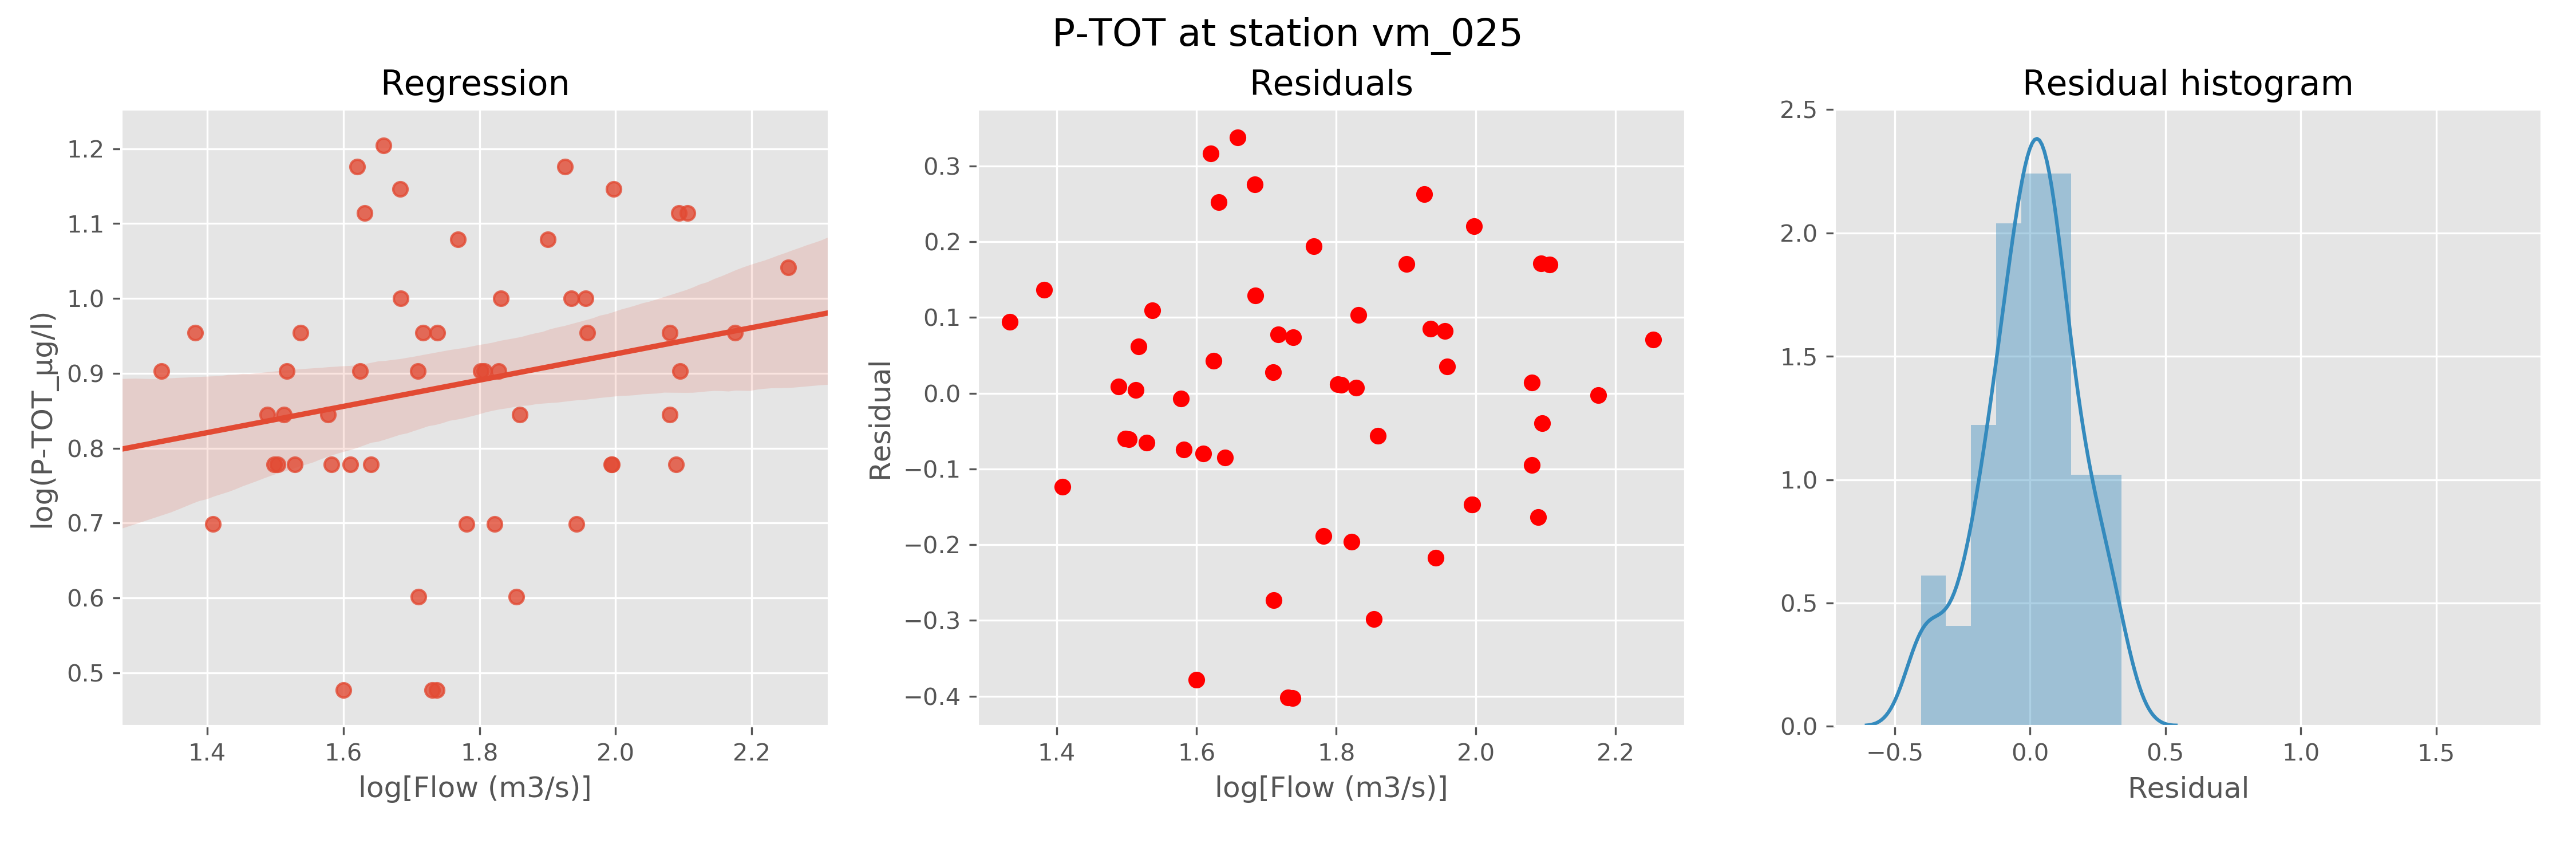 P-TOT at station vm_025
Regression
1.2
1.1
1.0
0.9
0.8
0.7
0.6
0.5
log(P-TOT_µg/l)
1.4 1.6 1.8 2.0 2.2
log[Flow (m3/s)]
Residuals
0.3
0.2
0.1
0.0
−0.1
−0.2
−0.3
−0.4
Residual
1.4 1.6 1.8 2.0 2.2
log[Flow (m3/s)]
Residual histogram
2.5
2.0
1.5
1.0
0.5
0.0
−0.5 0.0 0.5 1.0 1.5
Residual